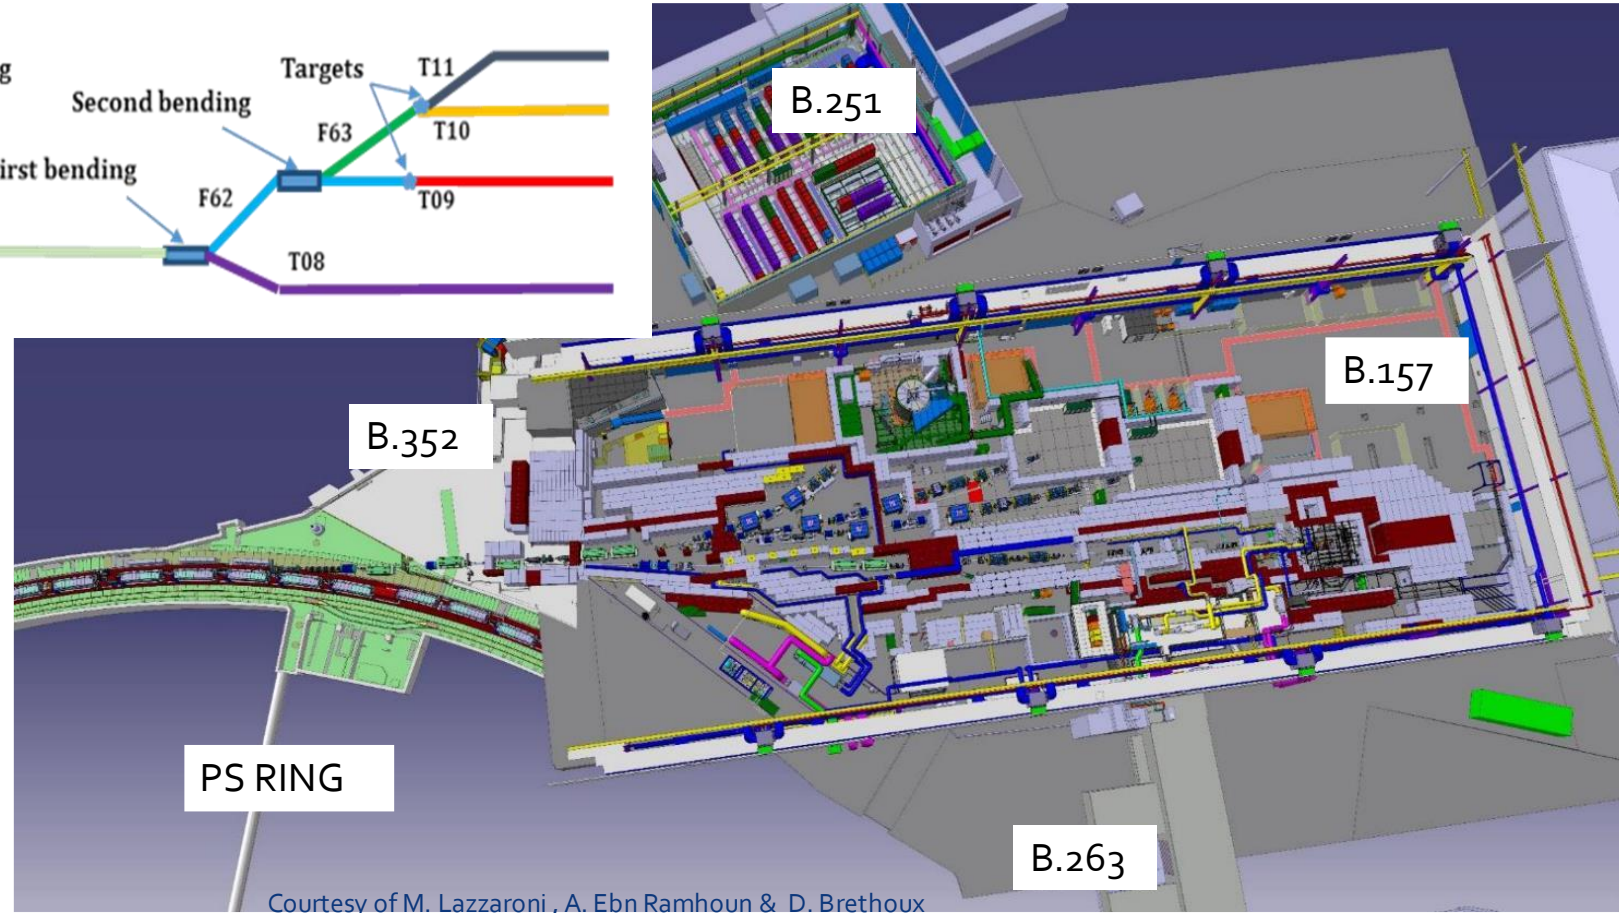 g
Second bending
Targets
T11
F63
T10
irst bending
F62
T09
T08
B.251
B.157
B.352
PS RING
B.263
Courtesy of M. Lazzaroni , A. Ebn Ramhoun & D. Brethoux